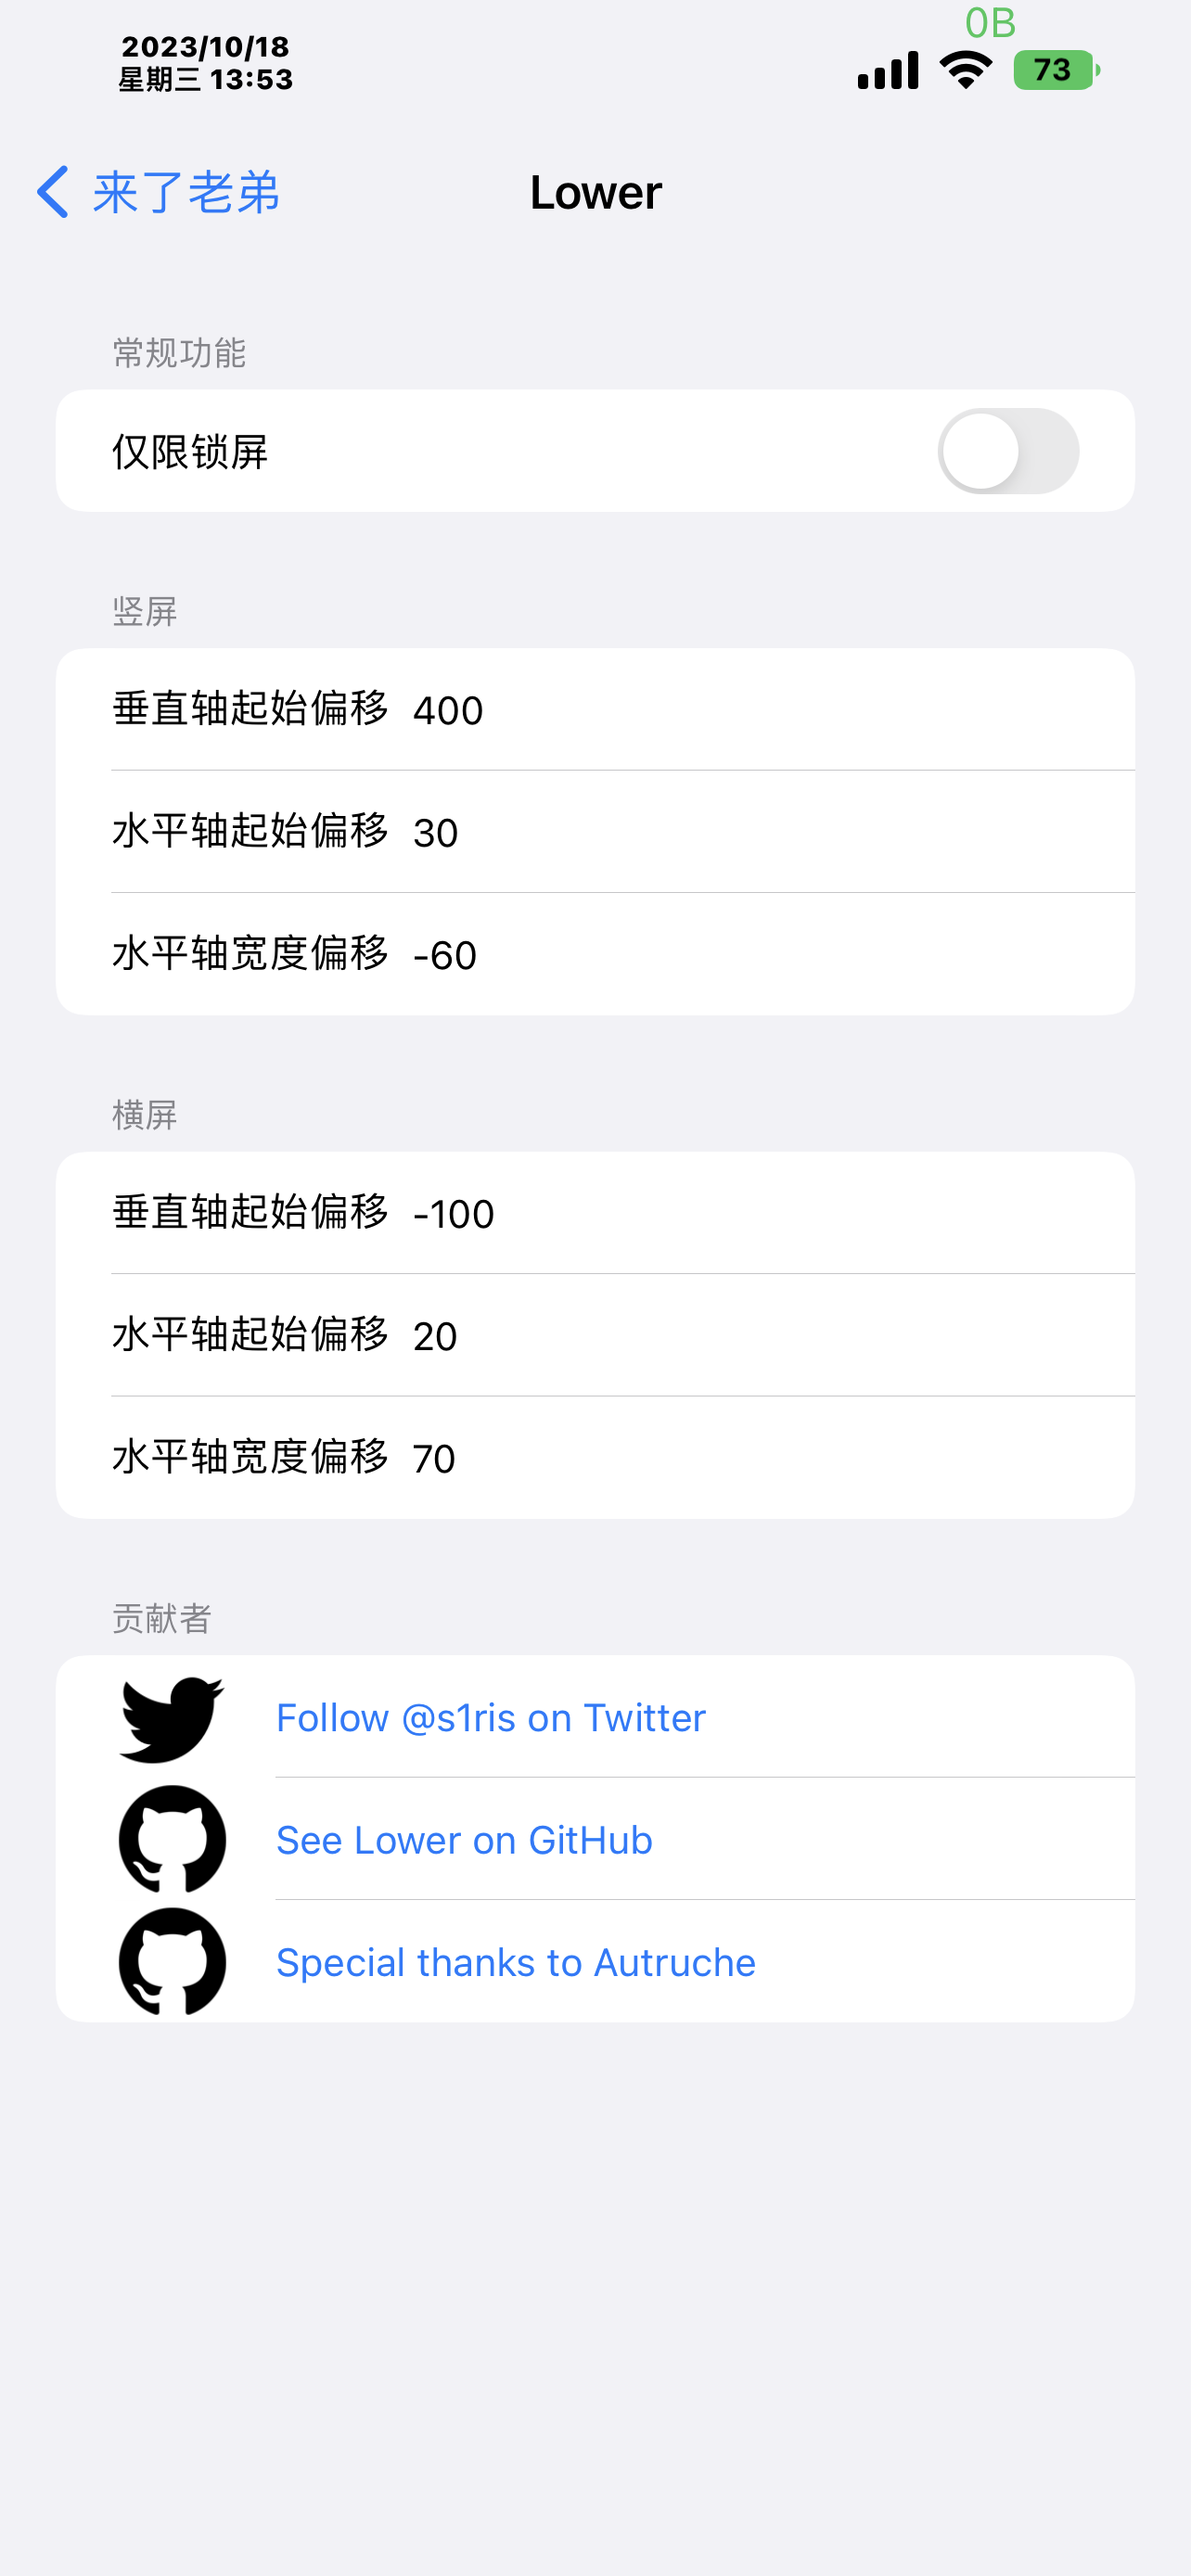 0B
2023/10/18
星期三 13:53
73
来了老弟
Lower
常规功能
仅限锁屏
竖屏
垂直轴起始偏移 400
水平轴起始偏移 30
水平轴宽度偏移 -60
横屏
垂直轴起始偏移 -100
水平轴起始偏移 20
水平轴宽度偏移 70
贡献者
Follow @s1ris on Twitter
See Lower on GitHub
Special thanks to Autruche